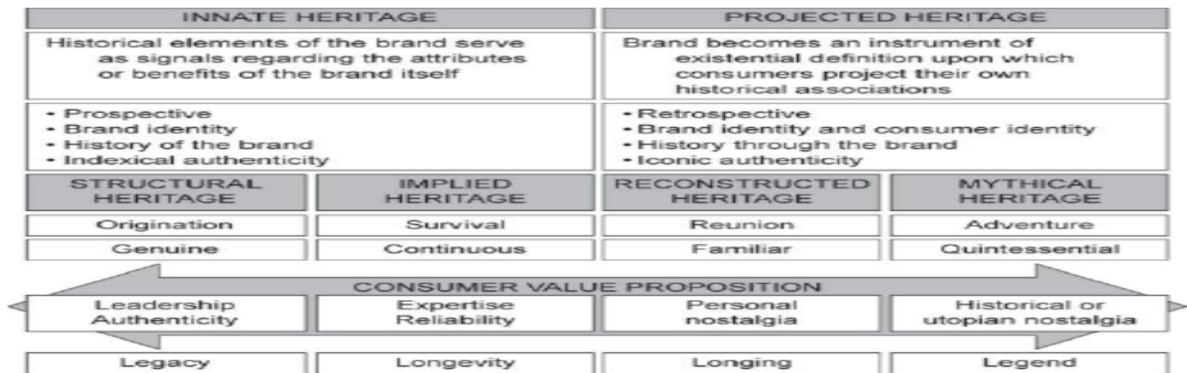 INNATE HERITAGE
PROJECTED HERITAGE
Historical elements of the brand serve
as signals regarding the attributes
or benefits of the brand itself
Brand becomes an instrument of
existential definition upon which
consumers project their own
historical associations
• Prospective
• Brand identity
• History of the brand
• Indexical authenticity
• Retrospective
• Brand identity and consumer identity
• History through the brand
• Iconic authenticity
STRUCTURAL
HERITAGE
IMPLIED
HERITAGE
RECONSTRUCTED
HERITAGE
MYTHICAL
HERITAGE
Origination
Survival
Reunion
Adventure
Genuine
Continuous
Familiar
Quintessential
CONSUMER VALUE PROPOSITION
Leadership
Authenticity
Expertise
Reliability
Personal
nostalgia
Historical or
utopian nostalgia
Legacy
Longevity
Longing
Legend